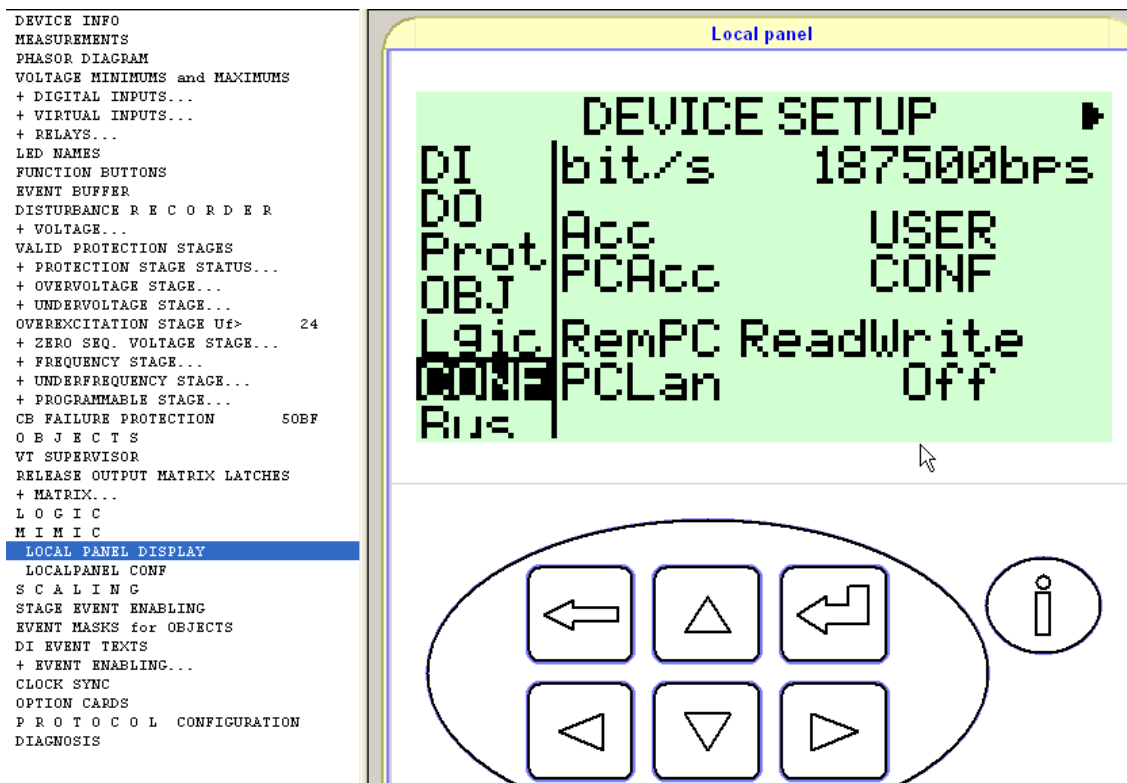 DEVICE INFO
MEASUREMENTS
PHASOR DIAGRAM
VOLTAGE MINIMUMS and MAXIMUMS
+ DIGITAL INPUTS...
+ VIRTUAL INPUTS...
+ RELAYS...
LED NAMES
FUNCTION BUTTONS
EVENT BUFFER
DISTURBANCE R E C O R D E R
+ VOLTAGE...
VALID PROTECTION STAGES
+ PROTECTION STAGE STATUS...
+ OVERVOLTAGE STAGE...
+ UNDERVOLTAGE STAGE...
OVEREXCITATION STAGE Uf> 24
+ ZERO SEQ. VOLTAGE STAGE...
+ FREQUENCY STAGE...
+ UNDERFREQUENCY STAGE...
+ PROGRAMMABLE STAGE...
CB FAILURE PROTECTION 50BF
O B J E C T S
VT SUPERVISOR
RELEASE OUTPUT MATRIX LATCHES
+ MATRIX...
L O G I C
M I M I C
LOCAL PANEL DISPLAY
LOCALPANEL CONF
S C A L I N G
STAGE EVENT ENABLING
EVENT MASKS for OBJECTS
DI EVENT TEXTS
+ EVENT ENABLING...
CLOCK SYNC
OPTION CARDS
P R O T O C O L CONFIGURATION
DIAGNOSIS
Local panel
DEVICE SETUP
DI
DO
Prot
OBJ
Lgic
CONF
Bus
bit/s 187500bps
Acc USER
PCAcc CONF
RemPC ReadWrite
PCLan Off
i